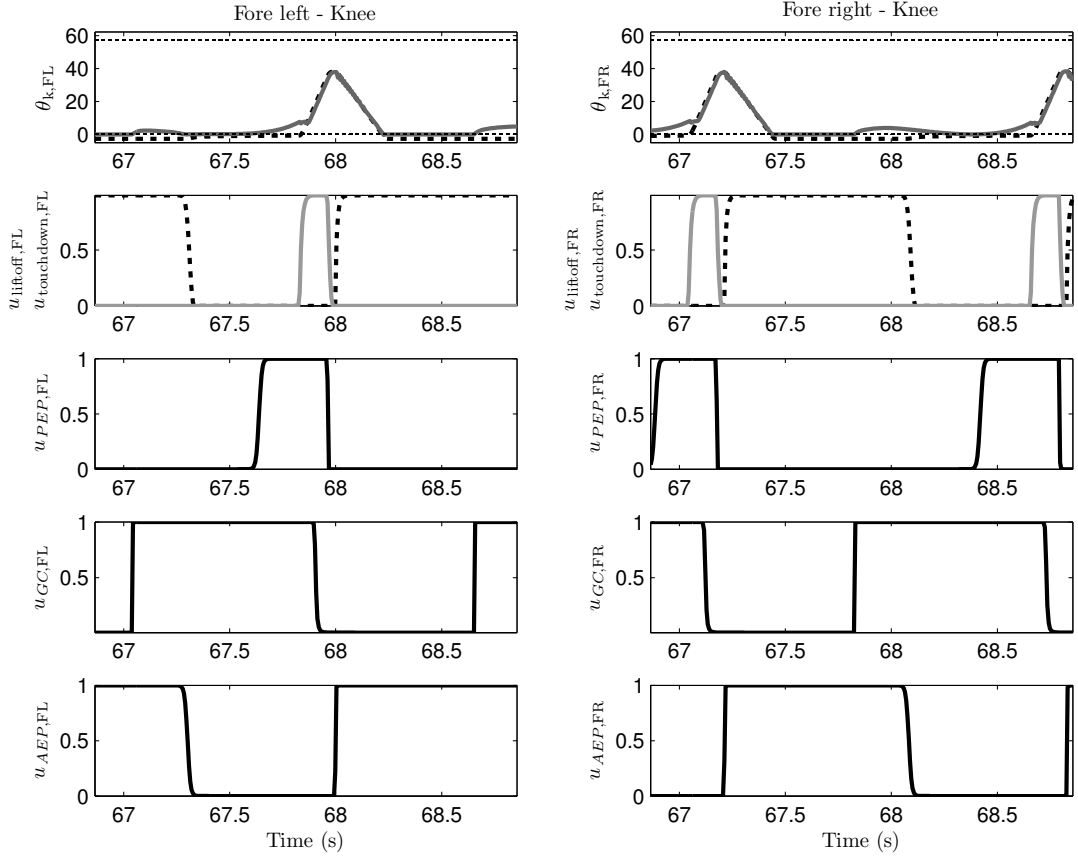 Fore left - Knee
θk,FL
60
40
20
0
67 67.5 68 68.5
uliftoff,FL
utouchdown,FL
0.5
0
67 67.5 68 68.5
uPEP,FL
1
0.5
0
67 67.5 68 68.5
uGC,FL
1
0.5
67 67.5 68 68.5
uAEP,FL
1
0.5
0
67 67.5 68 68.5
Time (s)
Fore right - Knee
θk,FR
60
40
20
0
67 67.5 68 68.5
uliftoff,FR
utouchdown,FR
0.5
0
67 67.5 68 68.5
uPEP,FR
1
0.5
0
67 67.5 68 68.5
uGC,FR
1
0.5
67 67.5 68 68.5
uAEP,FR
1
0.5
0
67 67.5 68 68.5
Time (s)